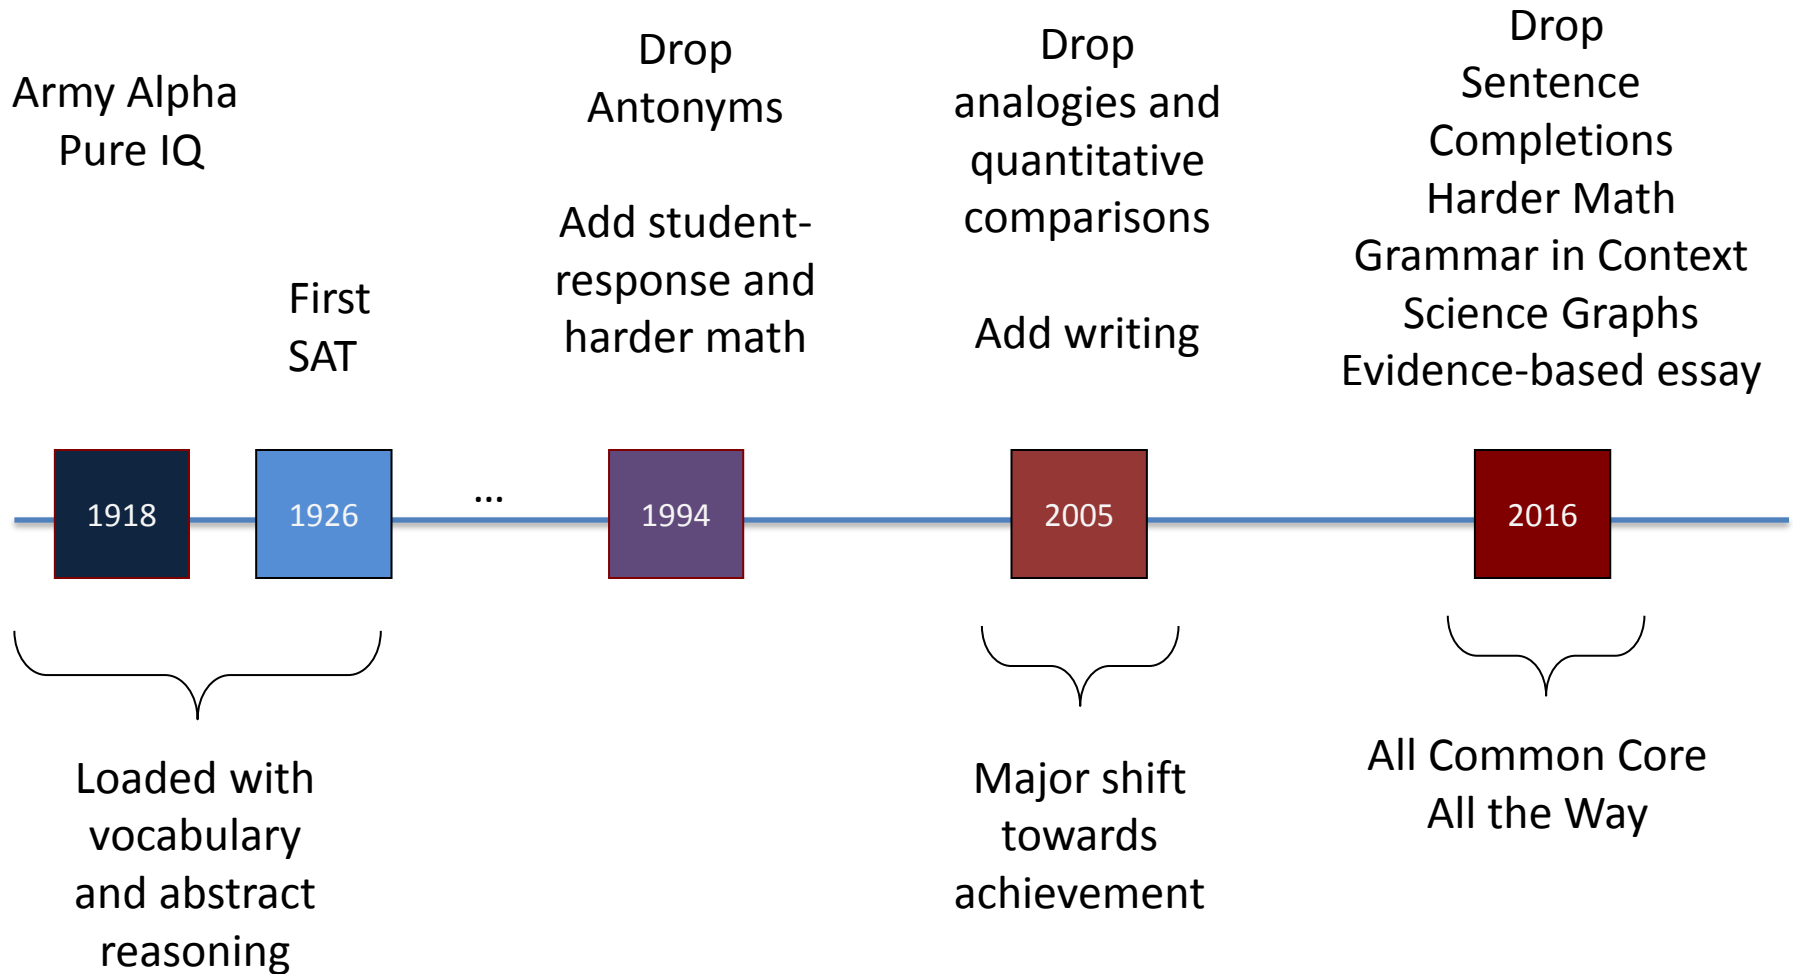 Army Alpha
Pure IQ
First
SAT
Drop
Antonyms
Add student-
response and
harder math
Drop
analogies and
quantitative
comparisons
Add writing
Drop
Sentence
Completions
Harder Math
Grammar in Context
Science Graphs
Evidence-based essay
1918
1926
...
1994
2005
2016
Loaded with
vocabulary
and abstract
reasoning
Major shift
towards
achievement
All Common Core
All the Way